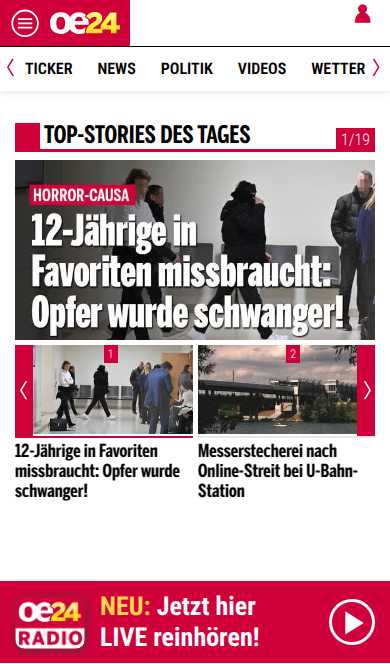 oe24
TICKER NEWS POLITIK VIDEOS WETTER
TOP-STORIES DES TAGES
1/19
HORROR-CAUSA
12-Jährige in
Favoriten missbraucht:
Opfer wurde schwanger!
1
2
12-Jährige in Favoriten
missbraucht: Opfer wurde
schwanger!
Messerstecherei nach
Online-Streit bei U-Bahn-
Station
oe24
RADIO
NEU: Jetzt hier
LIVE reinhören!